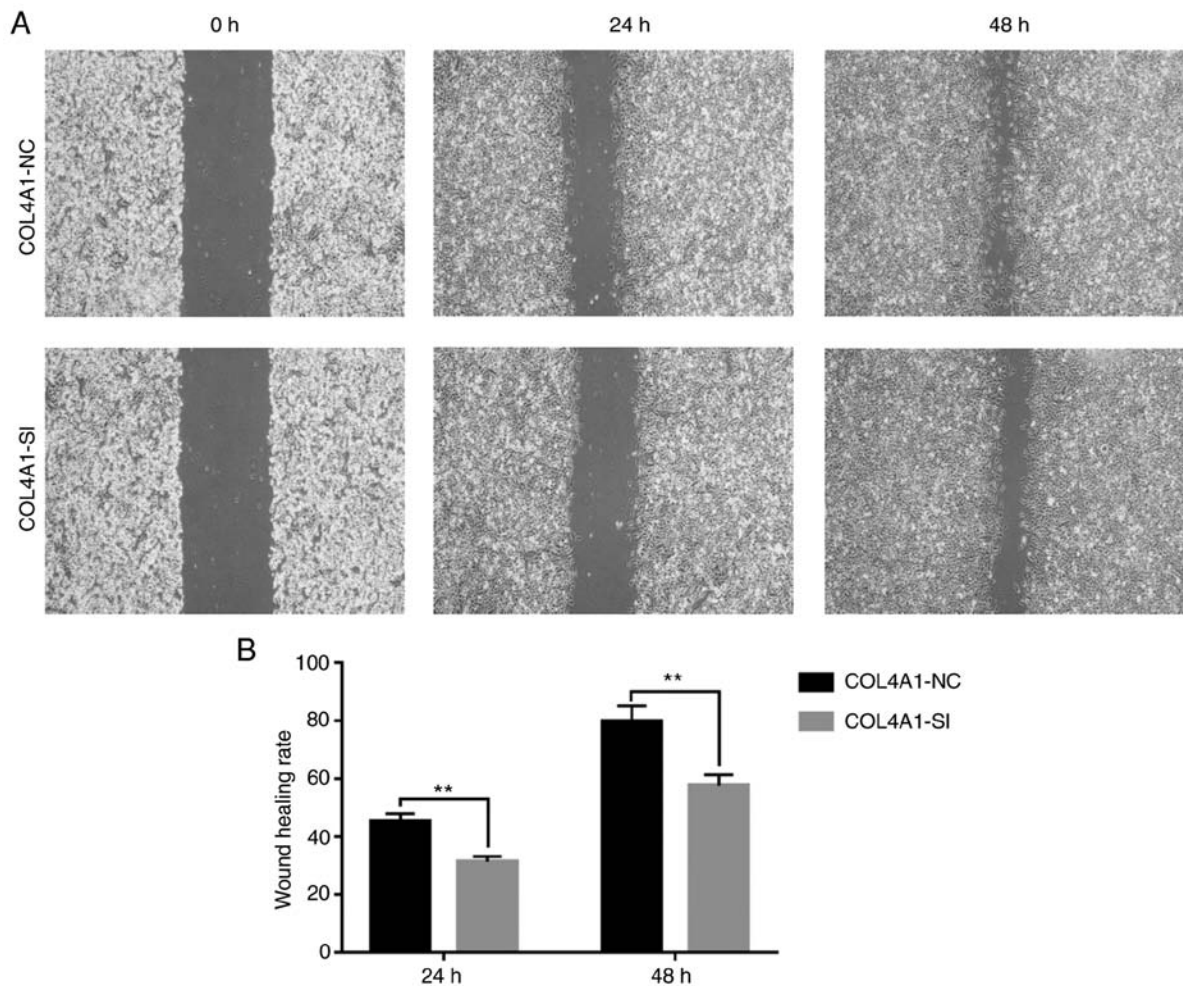 A
0 h
24 h
48 h
COL4A1-NC
COL4A1-SI
B
100
80
60
40
20
0
Wound healing rate
**
**
24 h
48 h
COL4A1-NC
COL4A1-SI